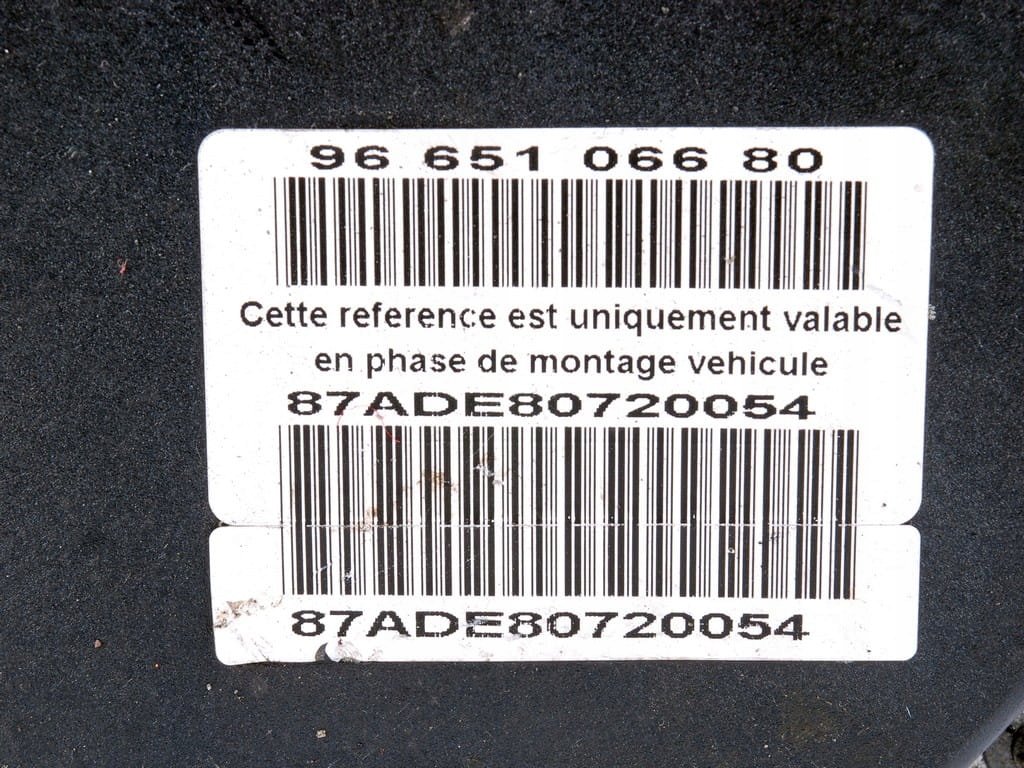 96 651 066 80
Cette reference est uniquement valable
en phase de montage vehicule
87ADE80720054
87ADE80720054